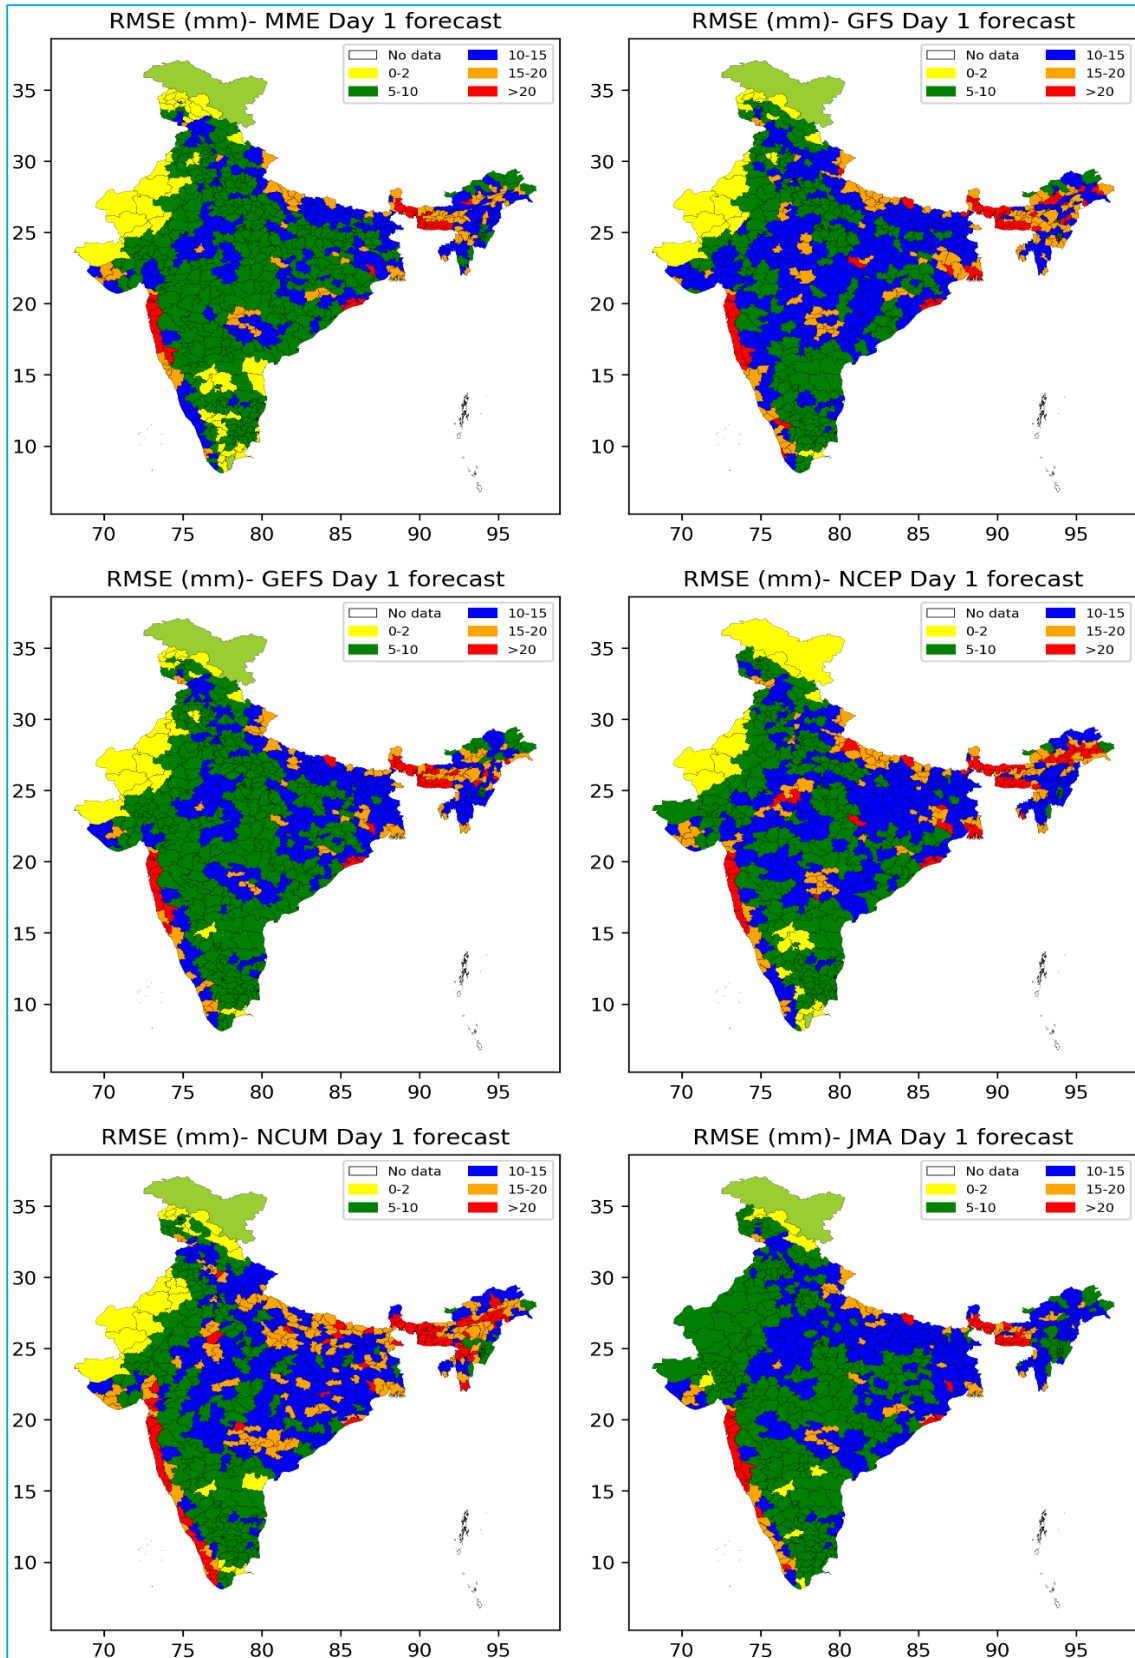 RMSE (mm)- MME Day 1 forecast
No data 10-15
0-2 15-20
5-10 >20
35
30
25
20
15
10
70 75 80 85 90 95
RMSE (mm)- GFS Day 1 forecast
No data 10-15
0-2 15-20
5-10 >20
35
30
25
20
15
10
70 75 80 85 90 95
RMSE (mm)- GEFS Day 1 forecast
No data 10-15
0-2 15-20
5-10 >20
35
30
25
20
15
10
70 75 80 85 90 95
RMSE (mm)- NCEP Day 1 forecast
No data 10-15
0-2 15-20
5-10 >20
35
30
25
20
15
10
70 75 80 85 90 95
RMSE (mm)- NCUM Day 1 forecast
No data 10-15
0-2 15-20
5-10 >20
35
30
25
20
15
10
70 75 80 85 90 95
RMSE (mm)- JMA Day 1 forecast
No data 10-15
0-2 15-20
5-10 >20
35
30
25
20
15
10
70 75 80 85 90 95